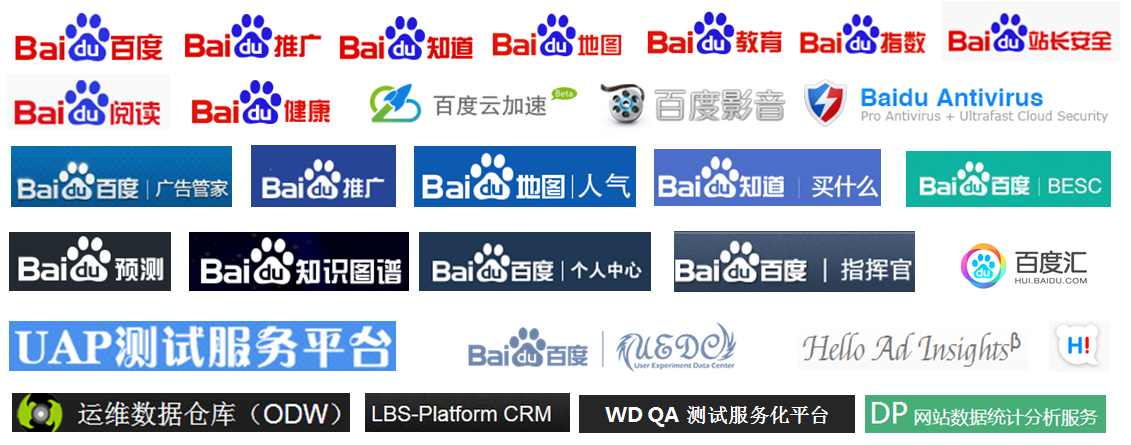 Baidu百度 Baidu推广 Baidu知道 Baidu地图 Baidu教育 Baidu指数 Baidu站长安全
Baidu阅读 Baidu健康 百度云加速 Beta 百度影音 Baidu Antivirus
Pro Antivirus + Ultrafast Cloud Security
Baidu百度 | 广告管家 Baidu推广 Baidu地图 | 人气 Baidu知道 | 买什么 Baidu百度 | BESC
Baidu预测 Baidu知识图谱 Baidu百度 | 个人中心 Baidu百度 | 指挥官 du 百度汇
HUI.BAIDU.COM
UAP测试服务平台 Baidu百度 | UEDC Hello Ad Insights β H!
User Experiment Data Center
运维数据仓库（ODW） LBS-Platform CRM WD QA 测试服务化平台 DP 网站数据统计分析服务